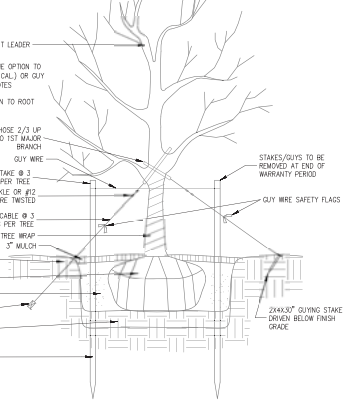 T LEADER
E OPTION TO
CAL.) OR GUY
OTES
N TO ROOT
HOSE 2/3 UP
O 1ST MAJOR
BRANCH
GUY WIRE
TAKE @ 3
PER TREE
KLE OR #12
RE TWISTED
CABLE @ 3
PER TREE
TREE WRAP
3" MULCH
STAKES/GUYS TO BE
REMOVED AT END OF
WARRANTY PERIOD
GUY WIRE SAFETY FLAGS
2X4X30" GUYING STAKE
DRIVEN BELOW FINISH
GRADE